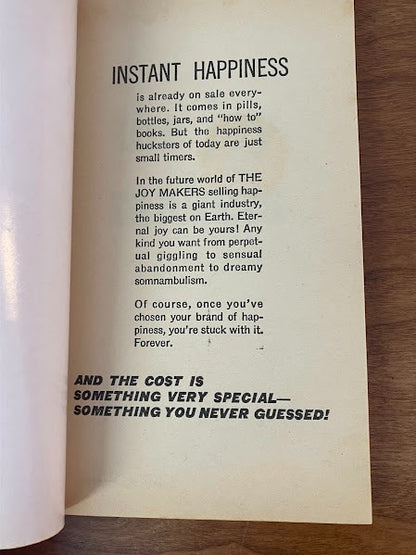 INSTANT HAPPINESS
is already on sale every-
where. It comes in pills,
bottles, jars, and "how to"
books. But the happiness
hucksters of today are just
small timers.
In the future world of THE
JOY MAKERS selling hap-
piness is a giant industry,
the biggest on Earth. Eter-
nal joy can be yours! Any
kind you want from perpet-
ual giggling to sensual
abandonment to dreamy
somnambulism.
Of course, once you've
chosen your brand of hap-
piness, you're stuck with it.
Forever.
AND THE COST IS
SOMETHING VERY SPECIAL—
SOMETHING YOU NEVER GUESSED!